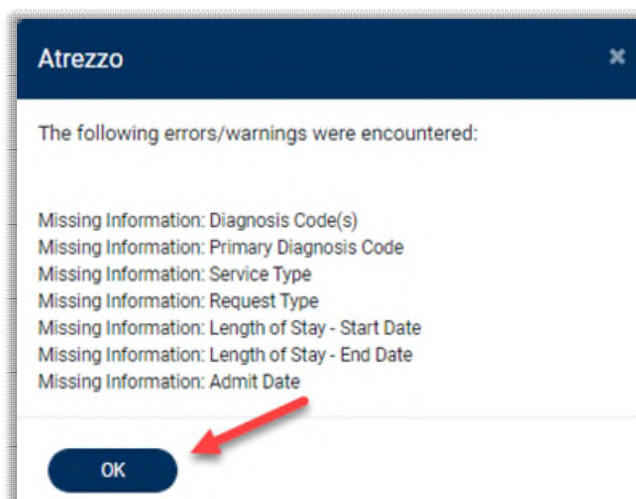 Atrezzo
The following errors/warnings were encountered:
Missing Information: Diagnosis Code(s)
Missing Information: Primary Diagnosis Code
Missing Information: Service Type
Missing Information: Request Type
Missing Information: Length of Stay - Start Date
Missing Information: Length of Stay - End Date
Missing Information: Admit Date
OK